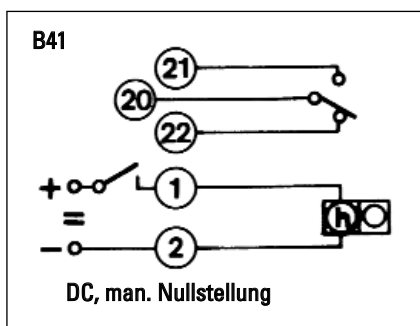 B41
21
20
22
+ 1
=
h
- 2
DC, man. Nullstellung